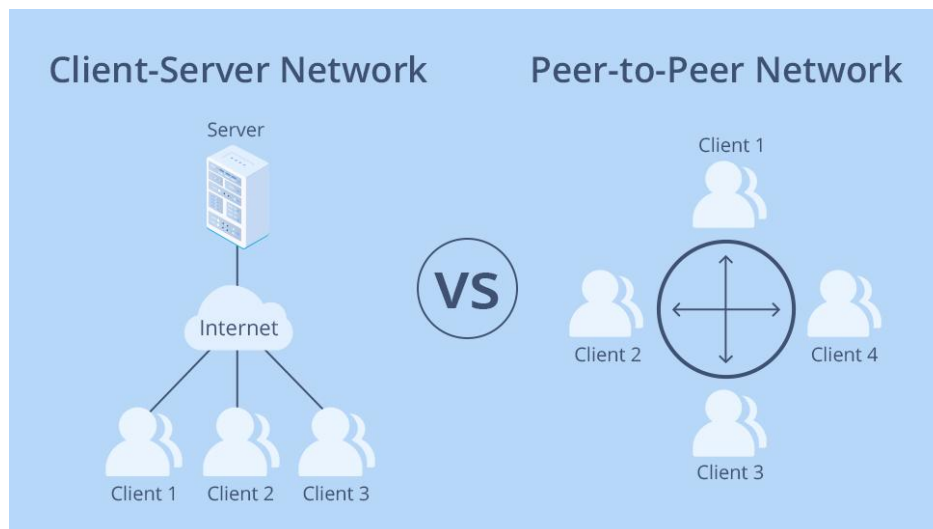 Client-Server Network
Server
Internet
Client 1
Client 2
Client 3
VS
Peer-to-Peer Network
Client 1
Client 2
Client 4
Client 3